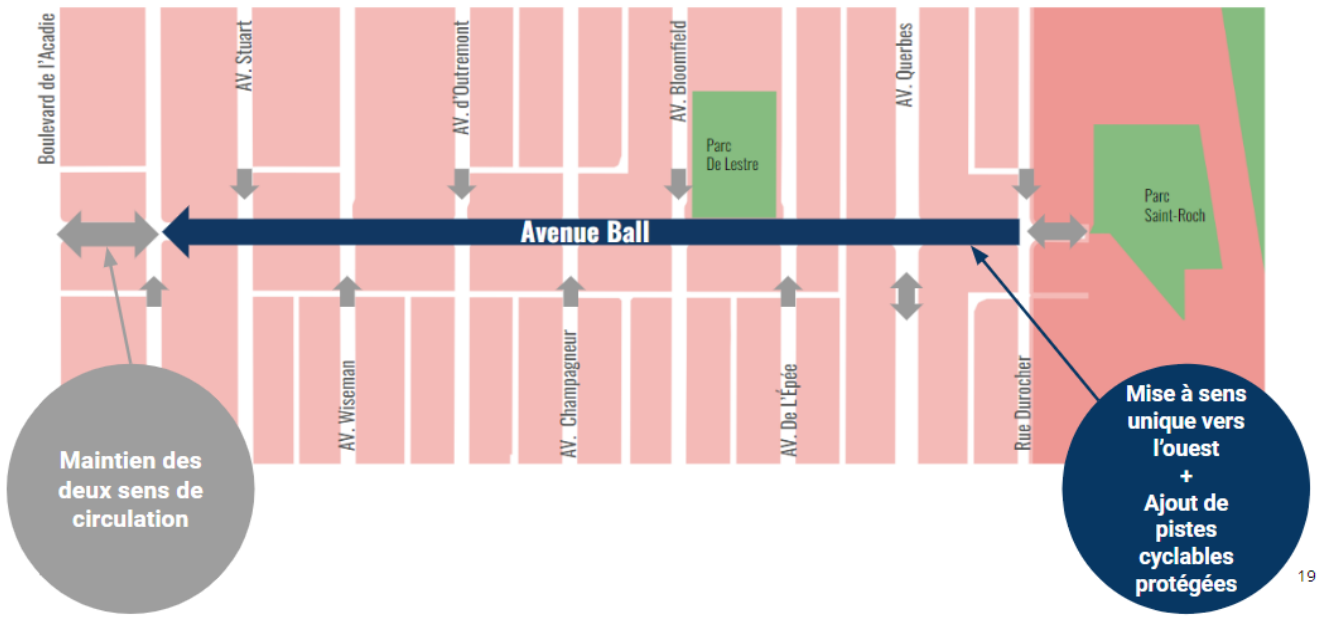 Boulevard de l'Acadie
AV. Stuart
AV. d'Outremont
AV. Bloomfield
AV. Querbes
Parc
De Lestre
Parc
Saint-Roch
Avenue Ball
AV. Wiseman
AV. Champagneur
AV. De L'Épée
Rue Durocher
Maintien des
deux sens de
circulation
Mise à sens
unique vers
l'ouest
+
Ajout de
pistes
cyclables
protégées
19